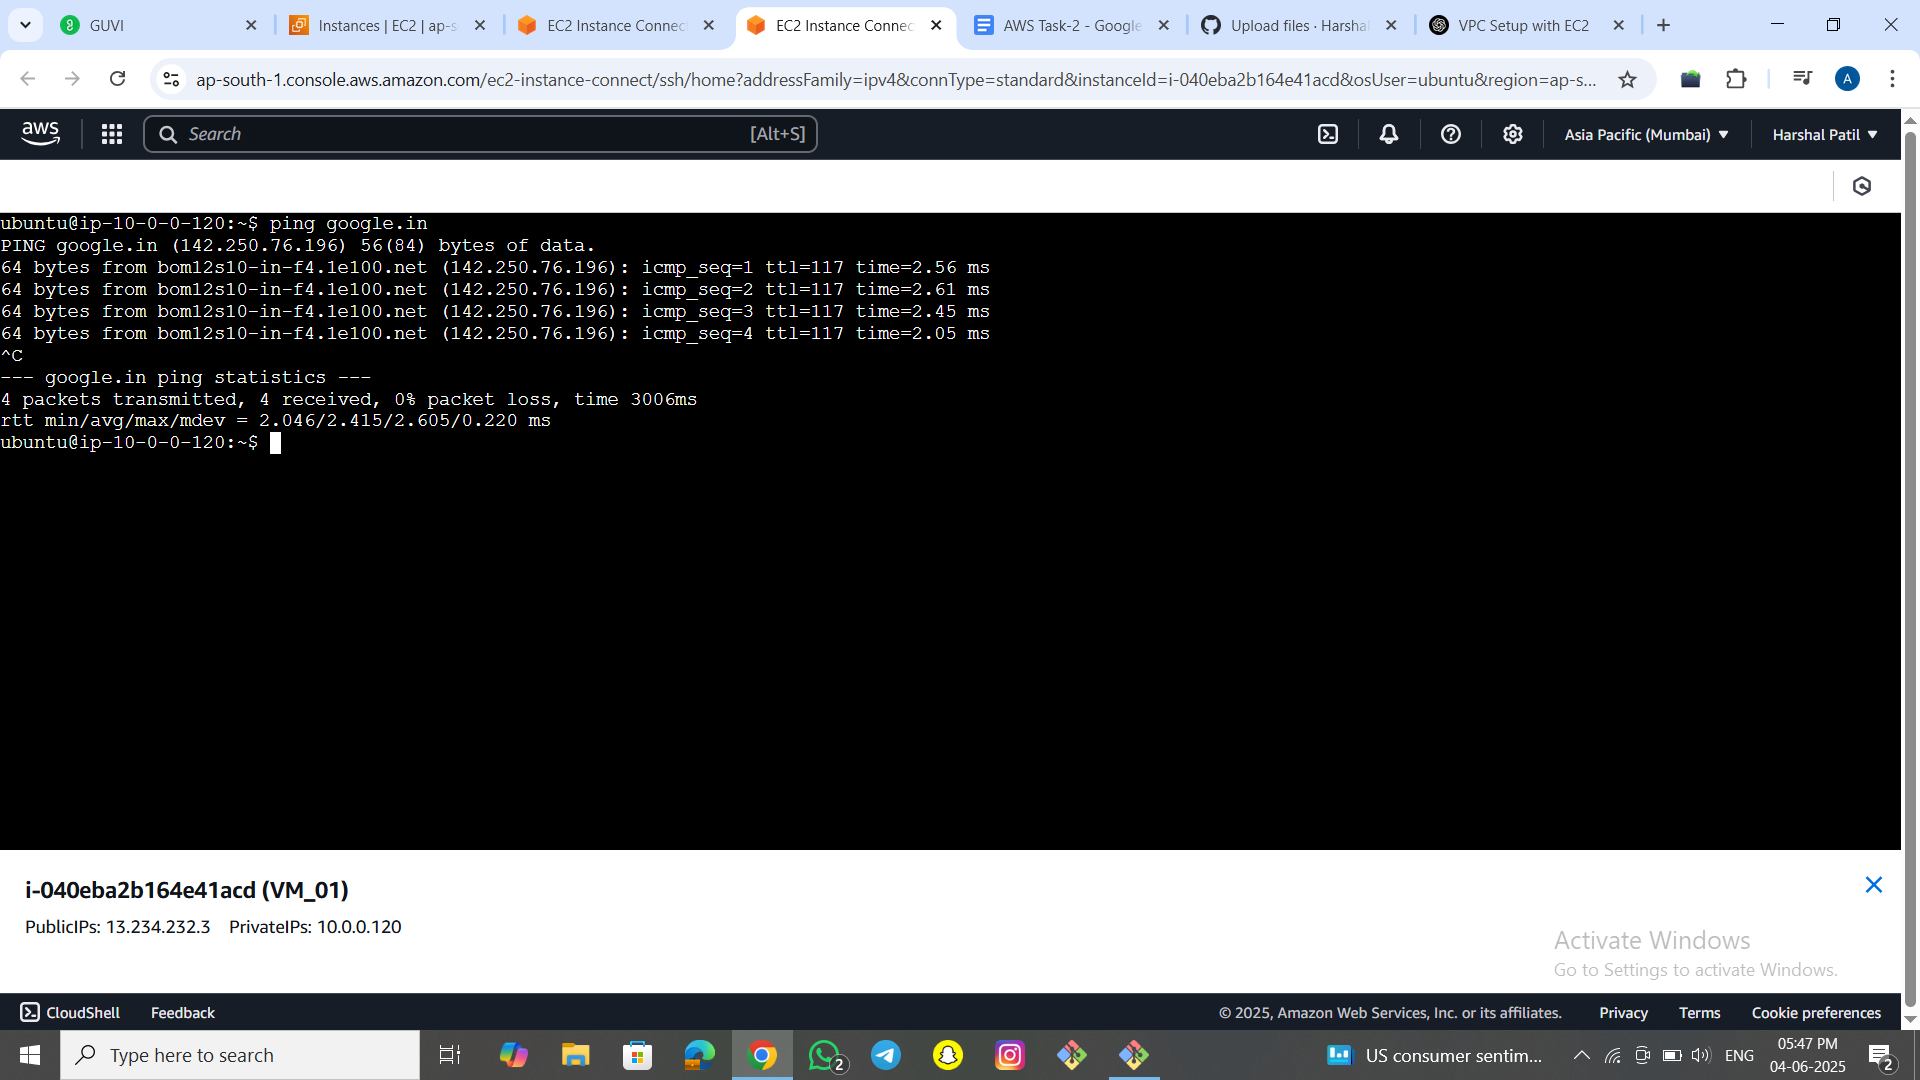 GUVI
Instances | EC2 | ap-s
EC2 Instance Connect
EC2 Instance Connec
AWS Task-2 - Google
Upload files · Harshal
VPC Setup with EC2
ap-south-1.console.aws.amazon.com/ec2-instance-connect/ssh/home?addressFamily=ipv4&connType=standard&instanceId=i-040eba2b164e41acd&osUser=ubuntu&region=ap-s...
A
aws
Search
[Alt+S]
Asia Pacific (Mumbai)
Harshal Patil
ubuntu@ip-10-0-0-120:~$ ping google.in
PING google.in (142.250.76.196) 56(84) bytes of data.
64 bytes from bom12s10-in-f4.1e100.net (142.250.76.196): icmp_seq=1 ttl=117 time=2.56 ms
64 bytes from bom12s10-in-f4.1e100.net (142.250.76.196): icmp_seq=2 ttl=117 time=2.61 ms
64 bytes from bom12s10-in-f4.1e100.net (142.250.76.196): icmp_seq=3 ttl=117 time=2.45 ms
64 bytes from bom12s10-in-f4.1e100.net (142.250.76.196): icmp_seq=4 ttl=117 time=2.05 ms
^C
--- google.in ping statistics ---
4 packets transmitted, 4 received, 0% packet loss, time 3006ms
rtt min/avg/max/mdev = 2.046/2.415/2.605/0.220 ms
ubuntu@ip-10-0-0-120:~$
i-040eba2b164e41acd (VM_01)
PublicIPs: 13.234.232.3 PrivateIPs: 10.0.0.120
Activate Windows
Go to Settings to activate Windows.
CloudShell
Feedback
© 2025, Amazon Web Services, Inc. or its affiliates.
Privacy
Terms
Cookie preferences
Type here to search
2
US consumer sentim...
ENG
05:47 PM
04-06-2025
2